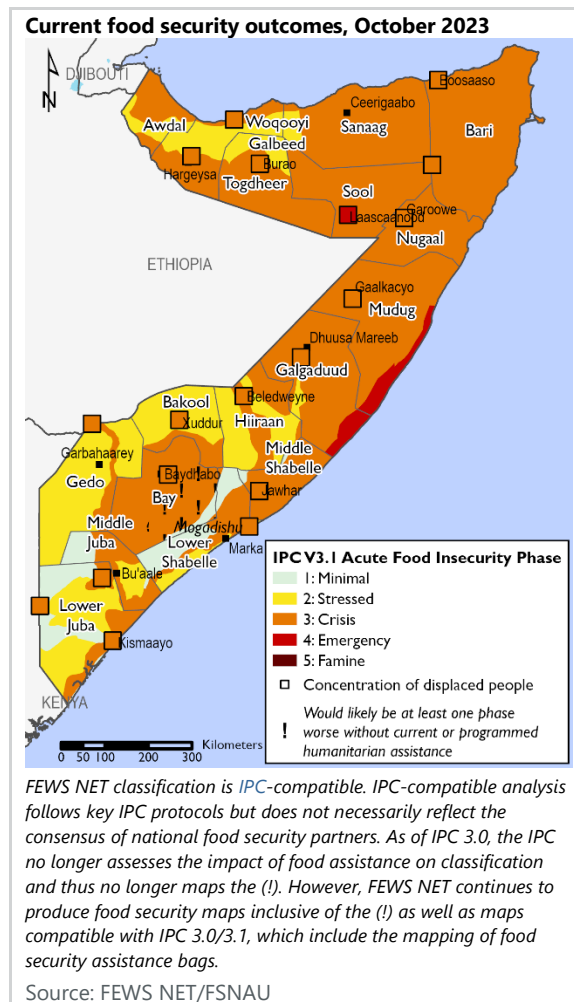 Current food security outcomes, October 2023
DJIBOUTI
N
Boosaaso
Ceerigaabo
Awdal
Woqooyi
Galbeed
Sanaag
Bari
Hargeysa
Burao
Togdheer
Sool
Laascaanood
Garoowe
Nugaal
ETHIOPIA
Gaalkacyo
Mudug
Dhuusa Mareeb
Galgaduud
Bakool
Beledweyne
Xuddur
Hiiraan
Garbahaarey
Middle
Shabelle
Gedo
Baydhabo
Bay
Jawhar
Middle
Juba
Mogadishu
Lower
Shabelle
Marka
Bu'aale
Lower
Juba
Kismaayo
KENYA
IPC V3.1 Acute Food Insecurity Phase
1: Minimal
2: Stressed
3: Crisis
4: Emergency
5: Famine
Concentration of displaced people
! Would likely be at least one phase
worse without current or programmed
humanitarian assistance
Kilometers
0 50 100 200 300
FEWS NET classification is IPC-compatible. IPC-compatible analysis
follows key IPC protocols but does not necessarily reflect the
consensus of national food security partners. As of IPC 3.0, the IPC
no longer assesses the impact of food assistance on classification
and thus no longer maps the (!). However, FEWS NET continues to
produce food security maps inclusive of the (!) as well as maps
compatible with IPC 3.0/3.1, which include the mapping of food
security assistance bags.
Source: FEWS NET/FSNAU